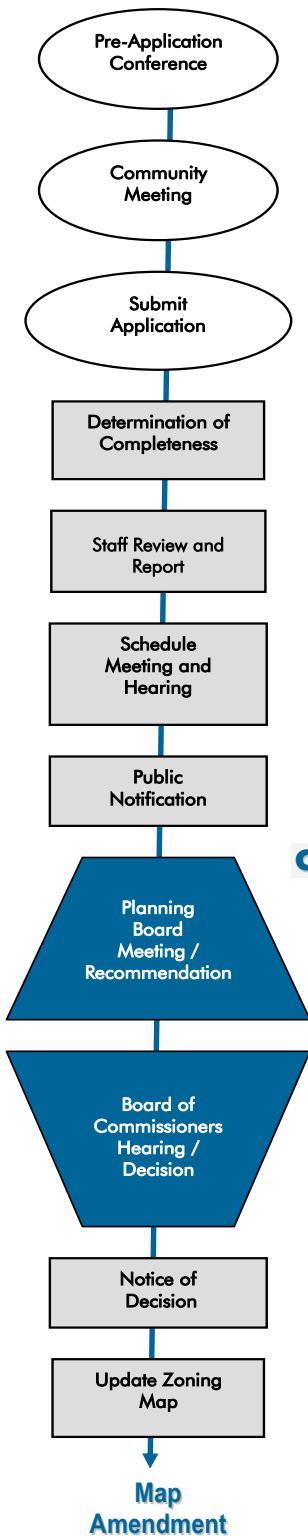 Pre-Application
Conference
Community
Meeting
Submit
Application
Determination of
Completeness
Staff Review and
Report
Schedule
Meeting and
Hearing
Public
Notification
Planning
Board
Meeting /
Recommendation
Board of
Commissioners
Hearing /
Decision
Notice of
Decision
Update Zoning
Map
Map
Amendment